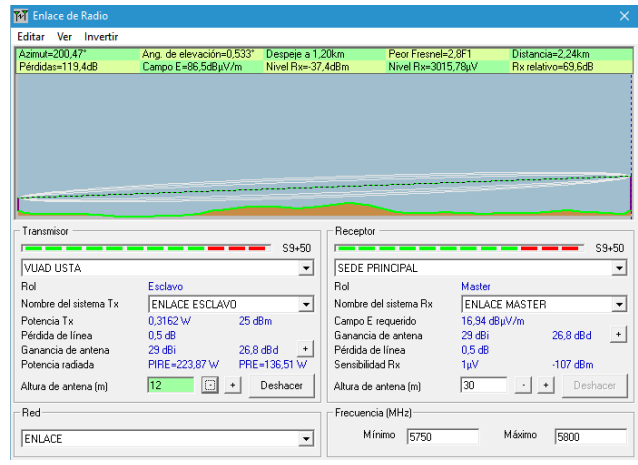 Enlace de Radio
Editar Ver Invertir
Azimut=200,47° Ang. de elevación=0,533° Despeje a 1,20km Peor Fresnel=2,8F1 Distancia=2,24km
Pérdidas=119,4dB Campo E=86,5dBµV/m Nivel Rx=-37,4dBm Nivel Rx=3015,78µV Rx relativo=69,6dB
Transmisor Receptor
S9+50 S9+50
VUAD USTA SEDE PRINCIPAL
Rol Esclavo Rol Master
Nombre del sistema Tx ENLACE ESCLAVO Nombre del sistema Rx ENLACE MASTER
Potencia Tx 0,3162 W 25 dBm Campo E requerido 16,94 dBµV/m
Pérdida de línea 0,5 dB Ganancia de antena 29 dBi 26,8 dBd +
Ganancia de antena 29 dBi 26,8 dBd + Pérdida de línea 0,5 dB
Potencia radiada PIRE=223,87 W PRE=136,51 W Sensibilidad Rx 1µV -107 dBm
Altura de antena (m) 12 - + Deshacer Altura de antena (m) 30 - + Deshacer
Red Frecuencia (MHz)
ENLACE Mínimo 5750 Máximo 5800